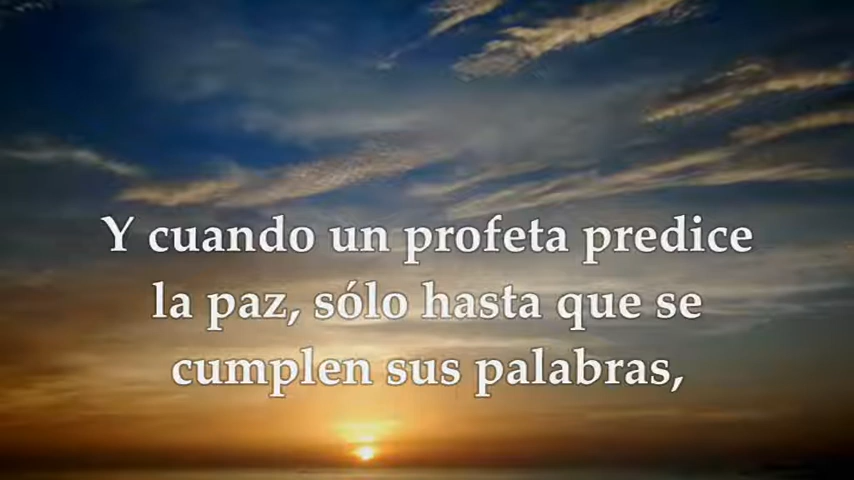 Y cuando un profeta predice
la paz, sólo hasta que se
cumplen sus palabras,